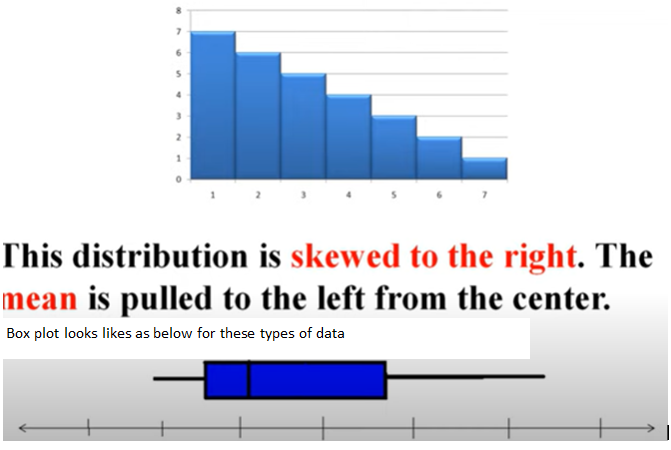 8
7
6
5
4
3
2
1
0
1 2 3 4 5 6 7
This distribution is skewed to the right. The
mean is pulled to the left from the center.
Box plot looks likes as below for these types of data